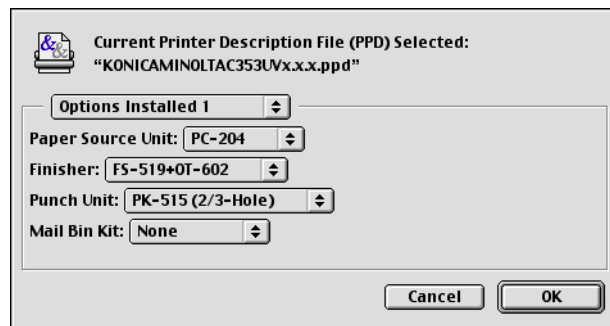 Current Printer Description File (PPD) Selected:
"KONICAMINOLTAC353UVx.x.x.ppd"
Options Installed 1
Paper Source Unit: PC-204
Finisher: FS-519+OT-602
Punch Unit: PK-515 (2/3-Hole)
Mail Bin Kit: None
Cancel OK